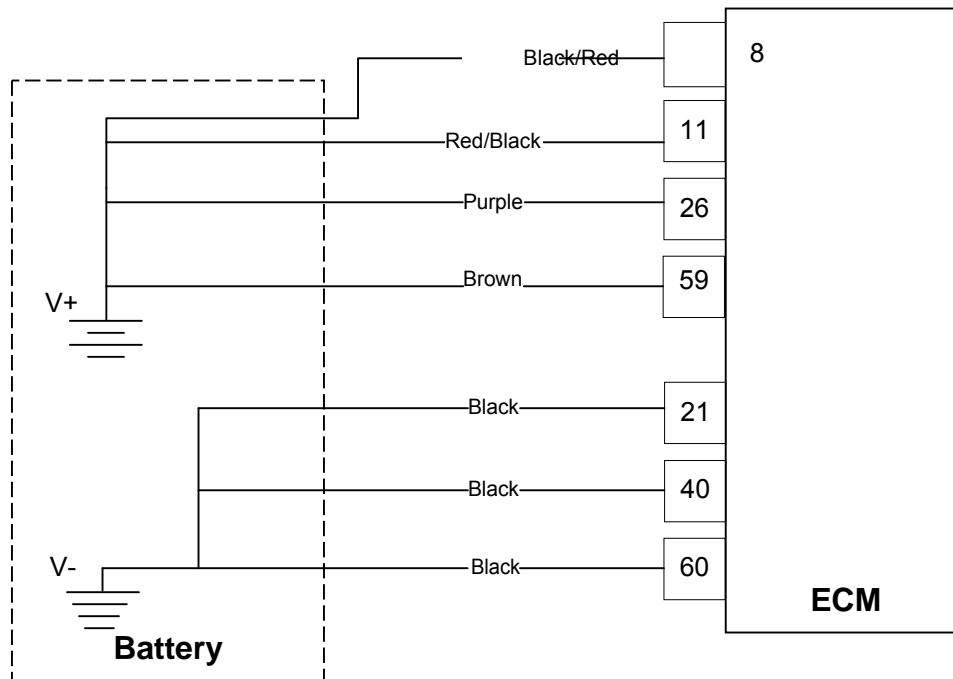 Black/Red
8
Red/Black
11
Purple
26
Brown
59
V+
Black
21
Black
40
V-
Black
60
ECM
Battery